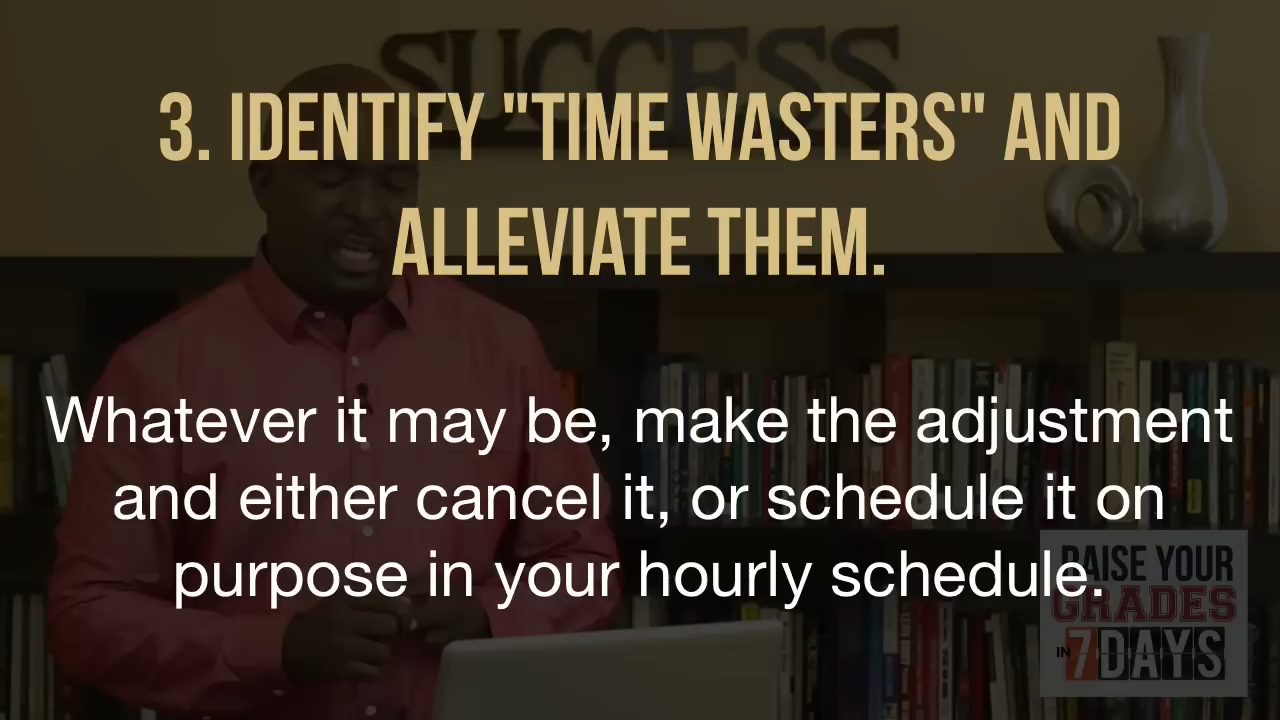 SUCCESS
3. IDENTIFY "TIME WASTERS" AND
ALLEVIATE THEM.
Whatever it may be, make the adjustment
and either cancel it, or schedule it on
purpose in your hourly schedule.
RAISE YOUR
GRADES
IN 7 DAYS